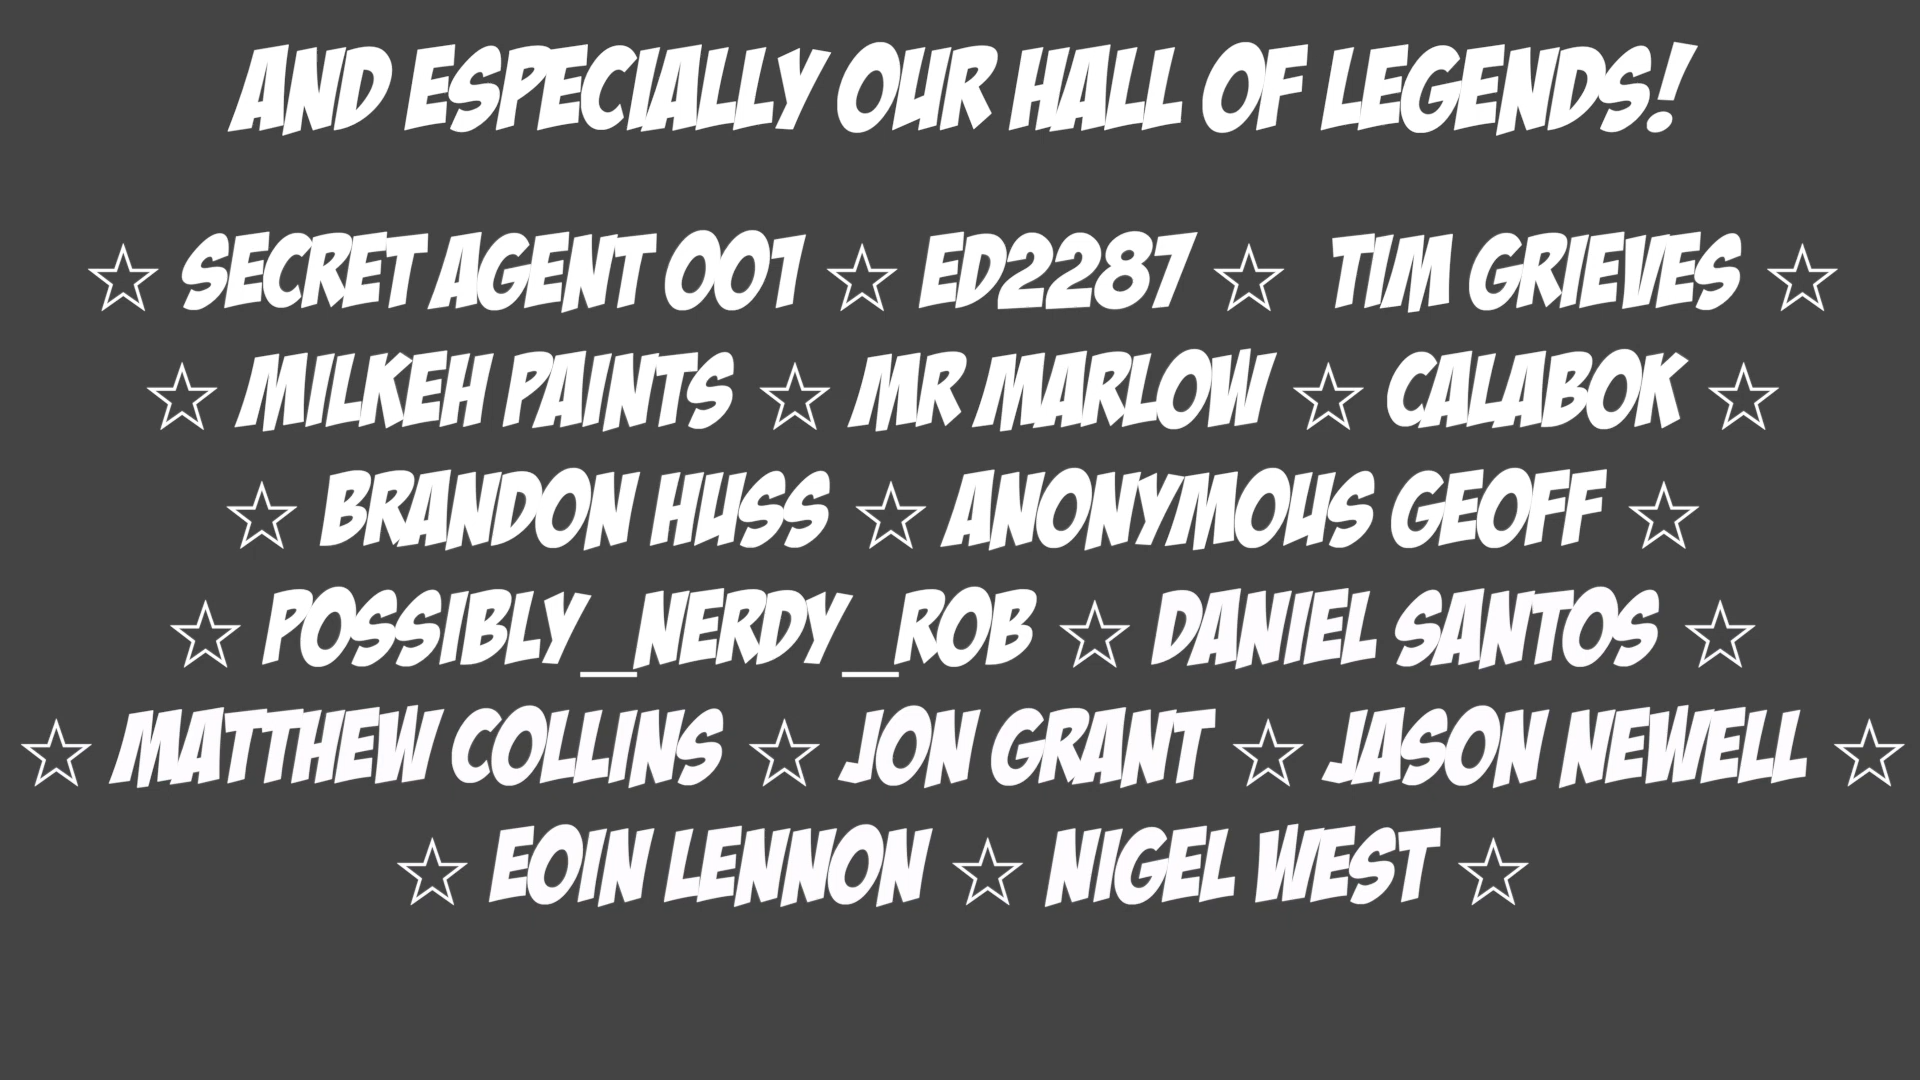 AND ESPECIALLY OUR HALL OF LEGENDS!
☆ SECRET AGENT 001 ☆ ED2287 ☆ TIM GRIEVES ☆
☆ MILKEH PAINTS ☆ MR MARLOW ☆ CALABOK ☆
☆ BRANDON HUSS ☆ ANONYMOUS GEOFF ☆
☆ POSSIBLY_NERDY_ROB ☆ DANIEL SANTOS ☆
☆ MATTHEW COLLINS ☆ JON GRANT ☆ JASON NEWELL ☆
☆ EOIN LENNON ☆ NIGEL WEST ☆